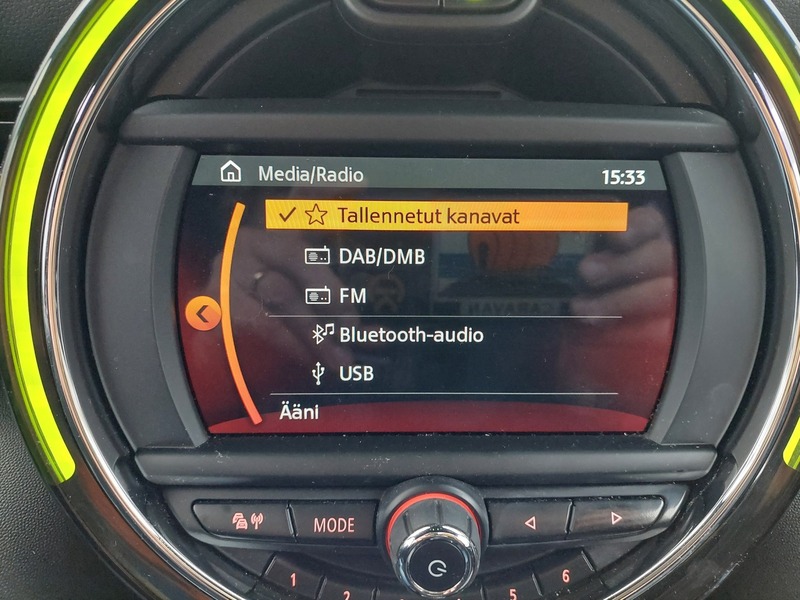 Media/Radio 15:33
Tallennetut kanavat
DAB/DMB
FM
Bluetooth-audio
USB
Ääni
MODE
1 2 5 6